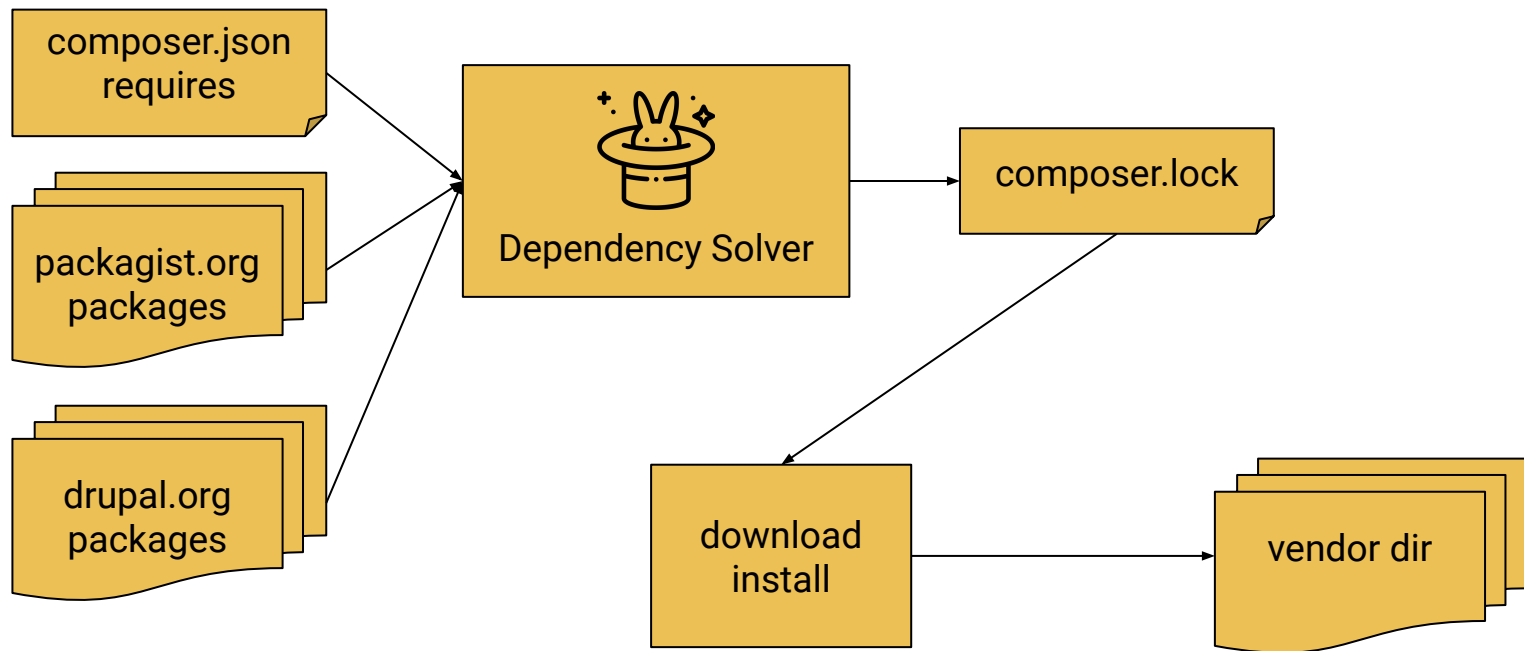 composer.json
requires
packagist.org
packages
drupal.org
packages
Dependency Solver
composer.lock
download
install
vendor dir